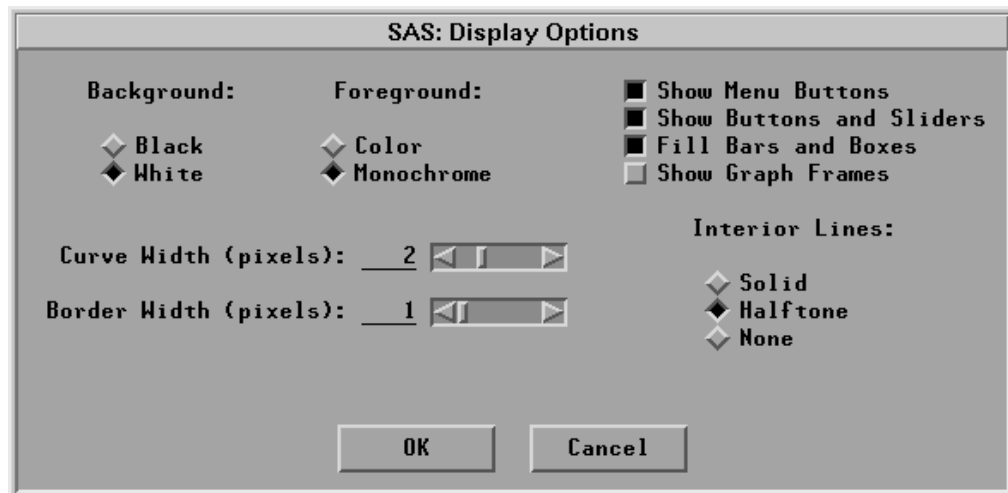 SAS: Display Options
Background:
Black
White
Foreground:
Color
Monochrome
Show Menu Buttons
Show Buttons and Sliders
Fill Bars and Boxes
Show Graph Frames
Curve Width (pixels): 2
Border Width (pixels): 1
Interior Lines:
Solid
Halftone
None
OK
Cancel